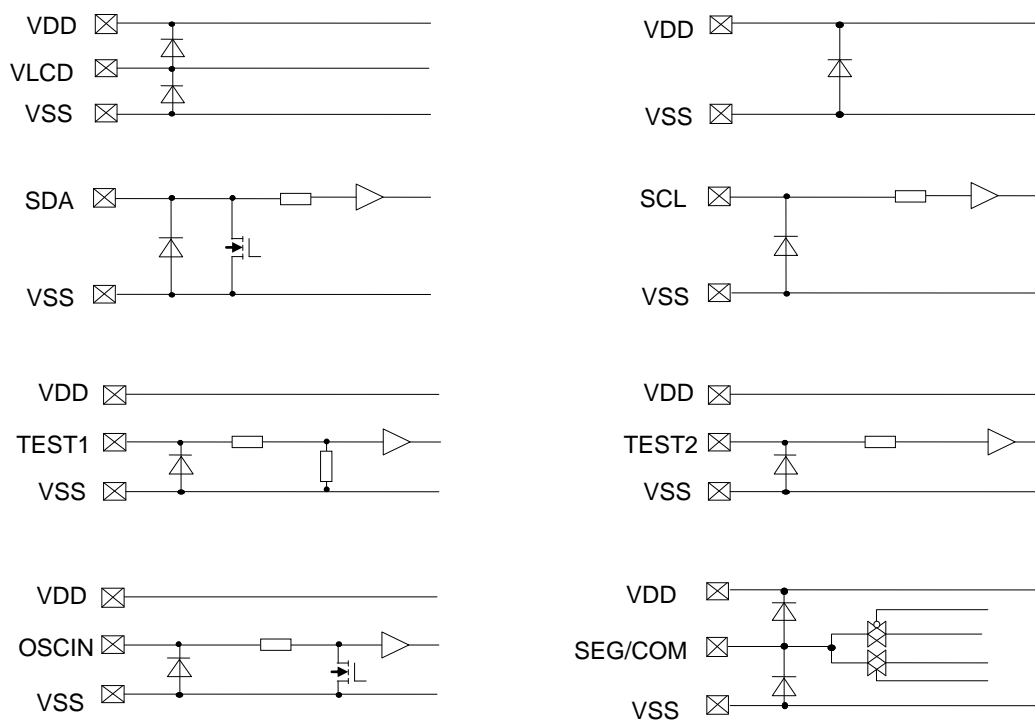 VDD
VLCD
VSS
VDD
VSS
SDA
VSS
SCL
VSS
VDD
TEST1
VSS
VDD
TEST2
VSS
VDD
OSCIN
VSS
VDD
SEG/COM
VSS